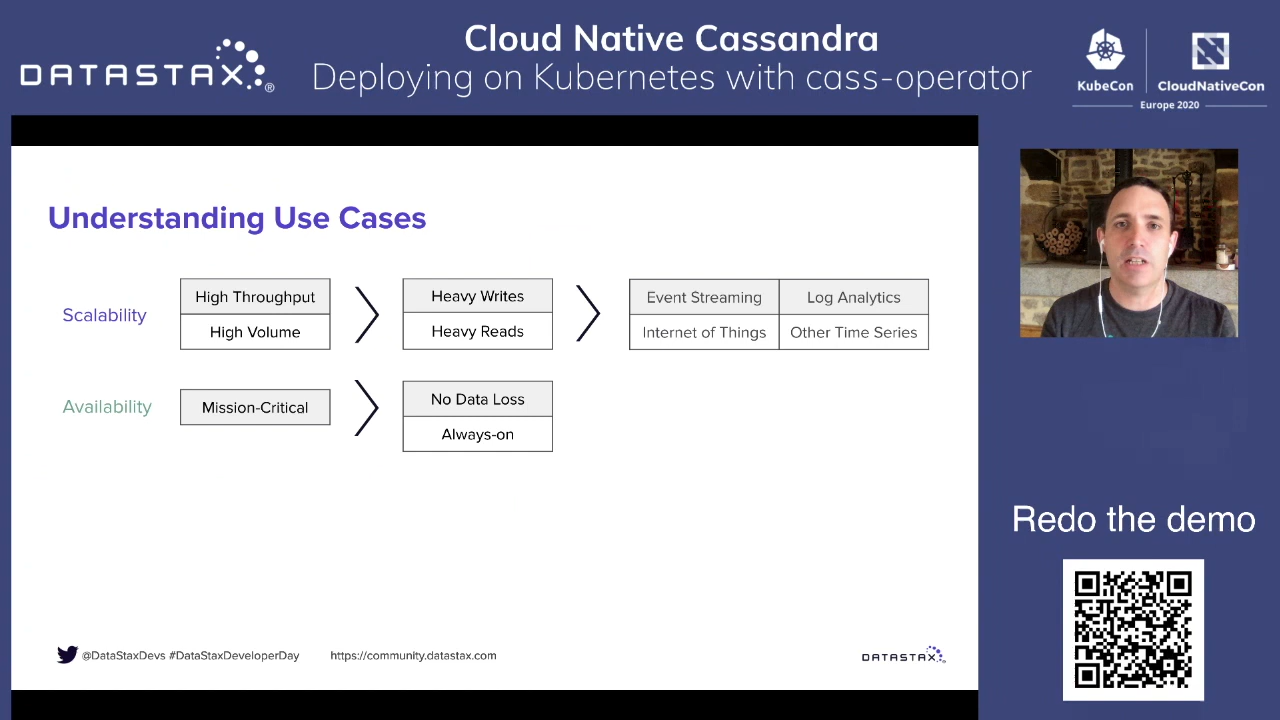 DATASTAX®
Cloud Native Cassandra
Deploying on Kubernetes with cass-operator
KubeCon
CloudNativeCon
Europe 2020
Understanding Use Cases
Scalability
High Throughput
High Volume
Heavy Writes
Heavy Reads
Event Streaming
Log Analytics
Internet of Things
Other Time Series
Availability
Mission-Critical
No Data Loss
Always-on
@DataStaxDevs #DataStaxDeveloperDay
https://community.datastax.com
DATASTAX
Redo the demo